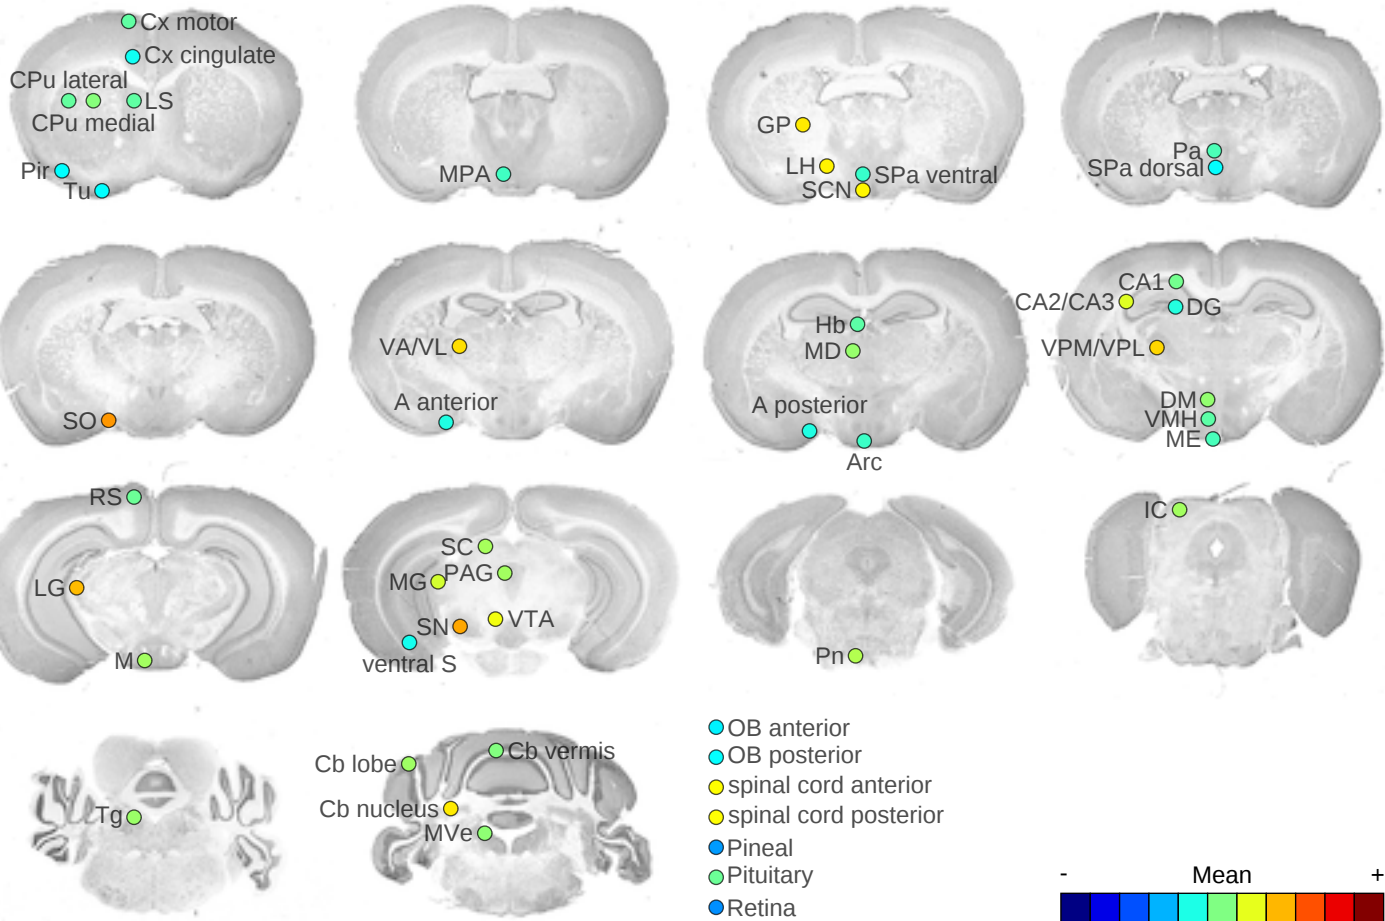 Cx motor
Cx cingulate
CPu lateral
LS
CPu medial
Pir
Tu
MPA
GP
LH
SPa ventral
SCN
Pa
SPa dorsal
SO
VA/VL
A anterior
Hb
MD
A posterior
Arc
CA1
CA2/CA3
DG
VPM/VPL
DM
VMH
ME
RS
LG
M
SC
PAG
MG
VTA
SN
ventral S
Pn
IC
Tg
Cb vermis
Cb lobe
Cb nucleus
MVe
OB anterior
OB posterior
spinal cord anterior
spinal cord posterior
Pineal
Pituitary
Retina
- Mean +